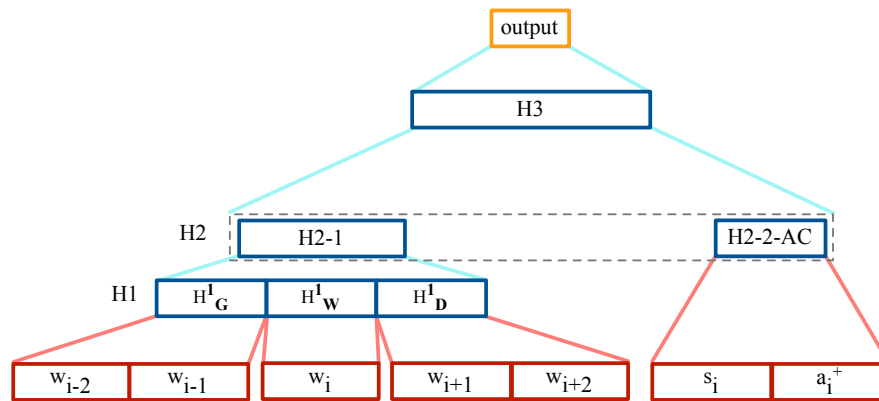 output
H3
H2 H2-1 H2-2-AC
H1 H¹G H¹W H¹D
wi-2 wi-1 wi wi+1 wi+2 si ai+